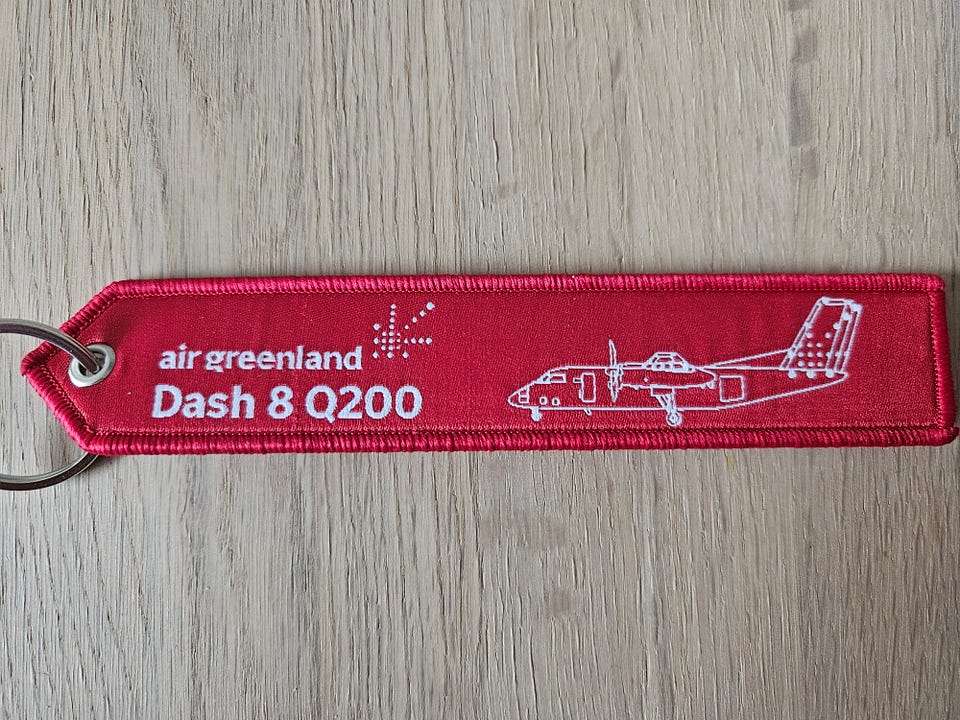 air greenland
Dash 8 Q200